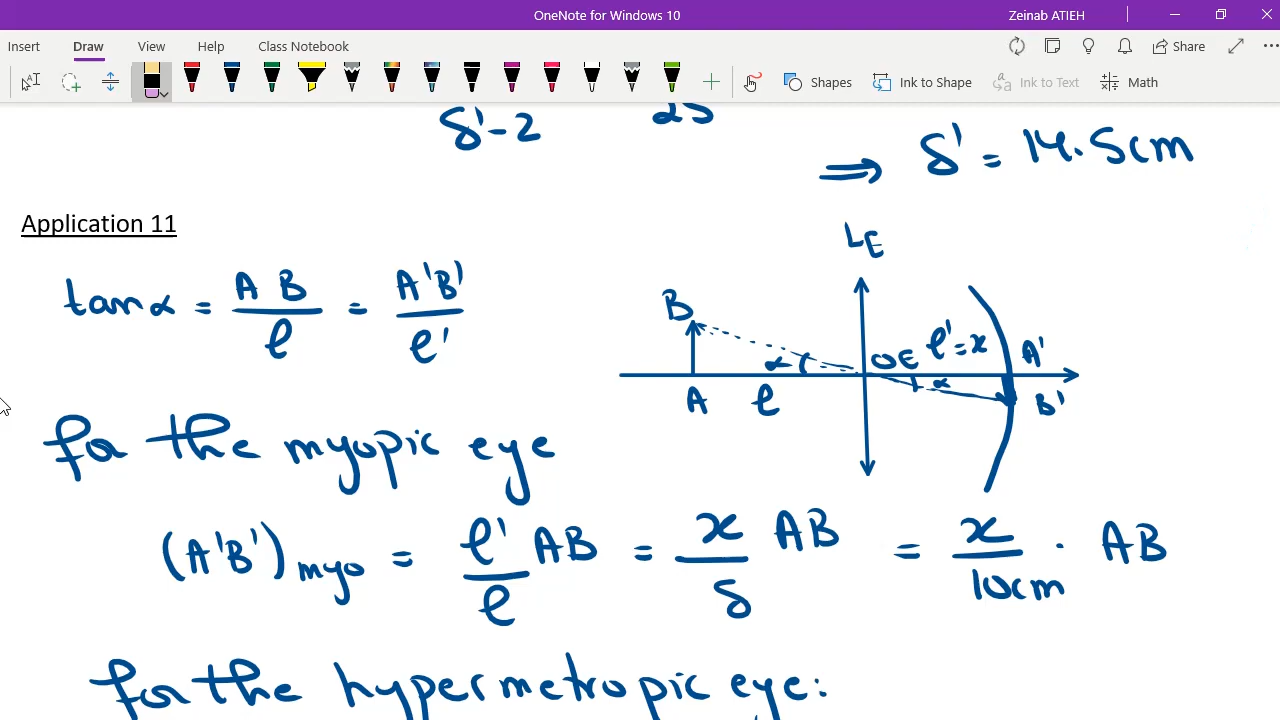 OneNote for Windows 10
Zeinab ATIEH
Insert Draw View Help Class Notebook Share
Shapes Ink to Shape Ink to Text Math
δ' - 2 25
⇒ δ' = 14.5cm
Application 11
tanα = AB/ℓ = A'B'/ℓ'
LE
B
α
OE ℓ'=x A'
α
A ℓ B'
for the myopic eye
(A'B')myo = ℓ'/ℓ AB = x/δ AB = x/10cm · AB
for the hypermetropic eye: